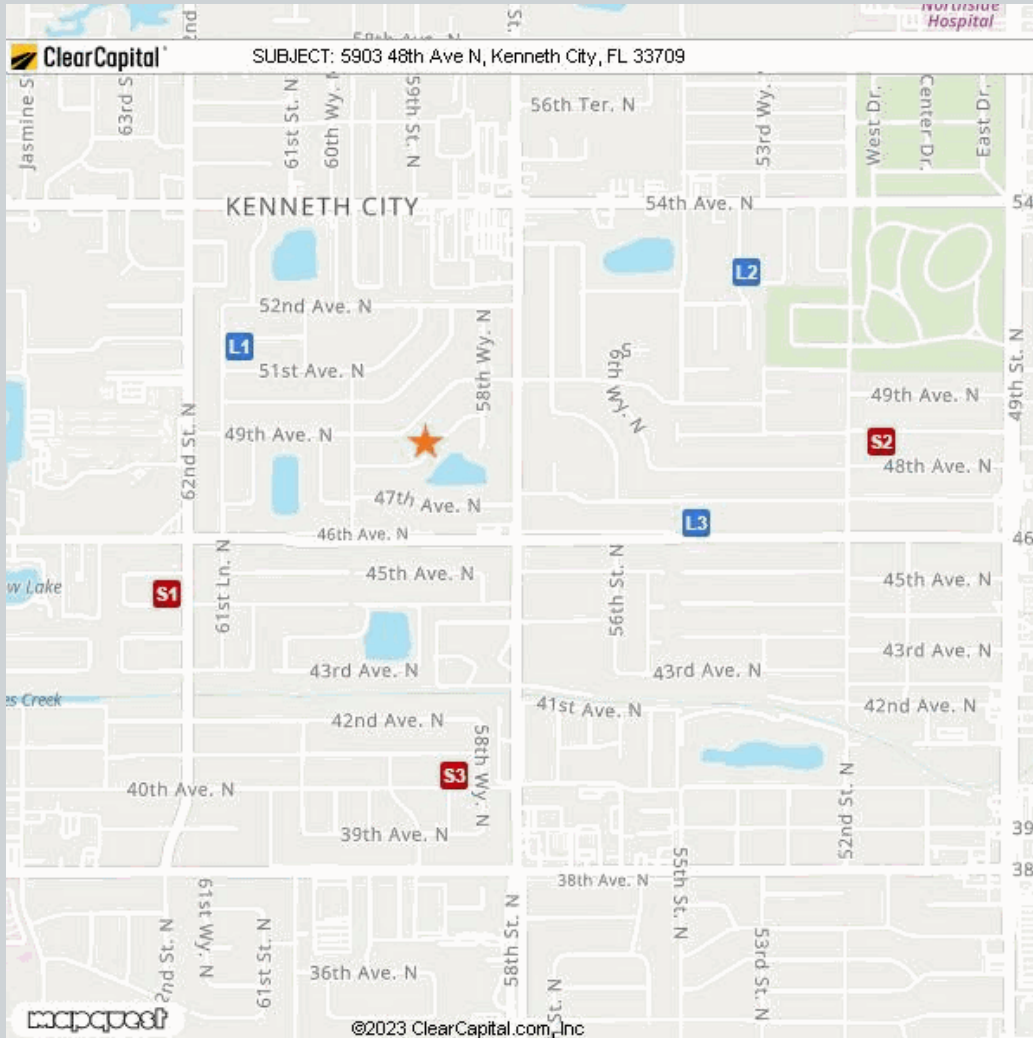 Northside
Hospital
ClearCapital
SUBJECT: 5903 48th Ave N, Kenneth City, FL 33709
St.
Jasmine
63rd S
61st St. N
60th Wy. N
59th St. N
56th Ter. N
53rd Wy.
West Dr.
Center Dr.
East Dr.
KENNETH CITY
54th Ave. N
54
L2
52nd Ave. N
L1
51st Ave. N
58th Wy. N
49th St. N
49th Ave. N
62nd St. N
49th Ave. N
S2
48th Ave. N
47th Ave. N
L3
46th Ave. N
46
45th Ave. N
45th Ave. N
w Lake
S1
61st Ln. N
56th St. N
43rd Ave. N
43rd Ave. N
43rd Ave. N
es Creek
42nd Ave. N
41st Ave. N
42nd Ave. N
S3
58th Wy. N
40th Ave. N
52nd St. N
39th Ave. N
39
38th Ave. N
38
55th St. N
61st Wy. N
2nd St. N
61st St. N
58th St. N
53rd St. N
36th Ave. N
St. N
mapquest
©2023 ClearCapital.com, Inc